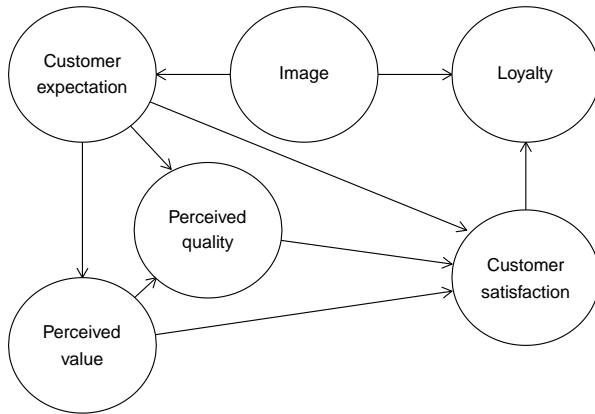 Customer
expectation
Image
Loyalty
Perceived
quality
Customer
satisfaction
Perceived
value